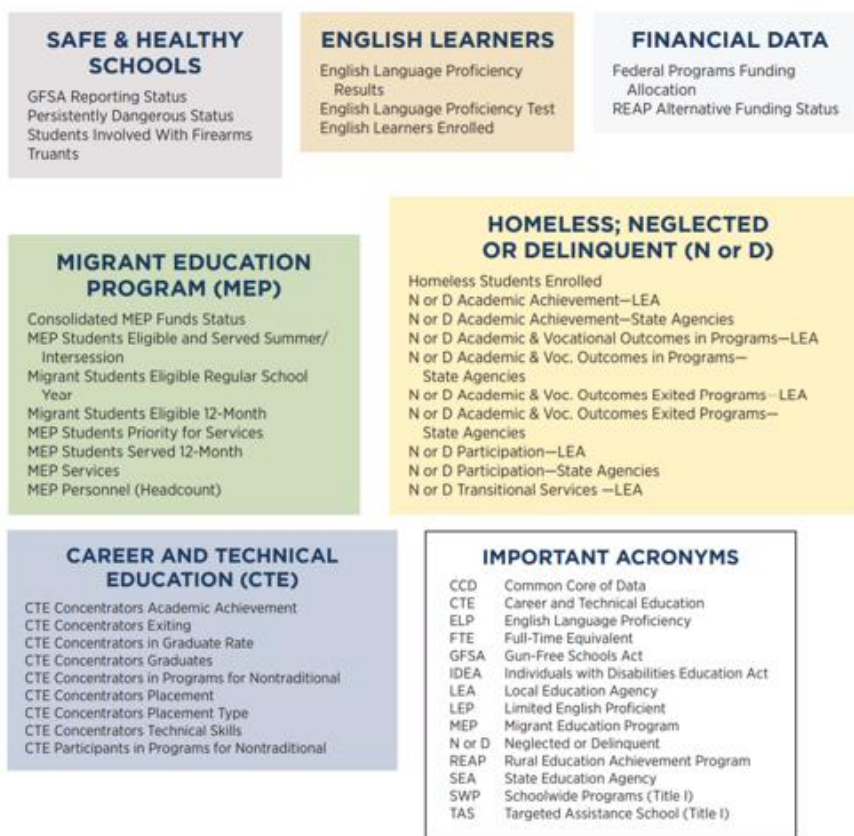 SAFE & HEALTHY
SCHOOLS
GFSA Reporting Status
Persistently Dangerous Status
Students Involved With Firearms
Truants
ENGLISH LEARNERS
English Language Proficiency
Results
English Language Proficiency Test
English Learners Enrolled
FINANCIAL DATA
Federal Programs Funding
Allocation
REAP Alternative Funding Status
MIGRANT EDUCATION
PROGRAM (MEP)
Consolidated MEP Funds Status
MEP Students Eligible and Served Summer/
Intersession
Migrant Students Eligible Regular School
Year
Migrant Students Eligible 12-Month
MEP Students Priority for Services
MEP Students Served 12-Month
MEP Services
MEP Personnel (Headcount)
HOMELESS; NEGLECTED
OR DELINQUENT (N or D)
Homeless Students Enrolled
N or D Academic Achievement—LEA
N or D Academic Achievement—State Agencies
N or D Academic & Vocational Outcomes in Programs—LEA
N or D Academic & Voc. Outcomes in Programs—
State Agencies
N or D Academic & Voc. Outcomes Exited Programs—LEA
N or D Academic & Voc. Outcomes Exited Programs—
State Agencies
N or D Participation—LEA
N or D Participation—State Agencies
N or D Transitional Services —LEA
CAREER AND TECHNICAL
EDUCATION (CTE)
CTE Concentrators Academic Achievement
CTE Concentrators Exiting
CTE Concentrators in Graduate Rate
CTE Concentrators Graduates
CTE Concentrators in Programs for Nontraditional
CTE Concentrators Placement
CTE Concentrators Placement Type
CTE Concentrators Technical Skills
CTE Participants in Programs for Nontraditional
IMPORTANT ACRONYMS
CCD Common Core of Data
CTE Career and Technical Education
ELP English Language Proficiency
FTE Full-Time Equivalent
GFSA Gun-Free Schools Act
IDEA Individuals with Disabilities Education Act
LEA Local Education Agency
LEP Limited English Proficient
MEP Migrant Education Program
N or D Neglected or Delinquent
REAP Rural Education Achievement Program
SEA State Education Agency
SWP Schoolwide Programs (Title I)
TAS Targeted Assistance School (Title I)